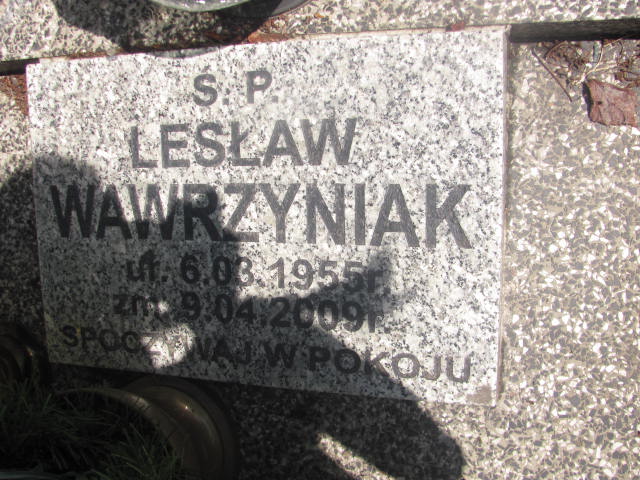 S. P.
LESŁAW
WAWRZYNIAK
ur. 6.03.1955r.
zm. 9.04.2009r.
SPOCZYWAJ W POKOJU